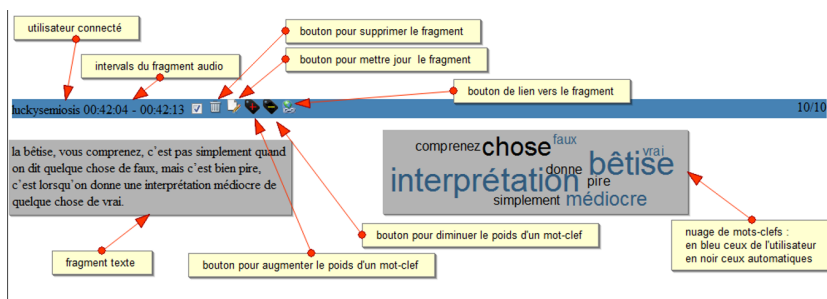 utilisateur connecté
bouton pour supprimer le fragment
intervals du fragment audio
bouton pour mettre jour le fragment
bouton de lien vers le fragment
luckysemiosis 00:42:04 - 00:42:13
10/10
la bêtise, vous comprenez, c'est pas simplement quand
on dit quelque chose de faux, mais c'est bien pire,
c'est lorsqu'on donne une interprétation médiocre de
quelque chose de vrai.
comprenez chose faux
vrai
donne bêtise
interprétation pire
simplement médiocre
bouton pour diminuer le poids d'un mot-clef
nuage de mots-clefs :
en bleu ceux de l'utilisateur
en noir ceux automatiques
fragment texte
bouton pour augmenter le poids d'un mot-clef